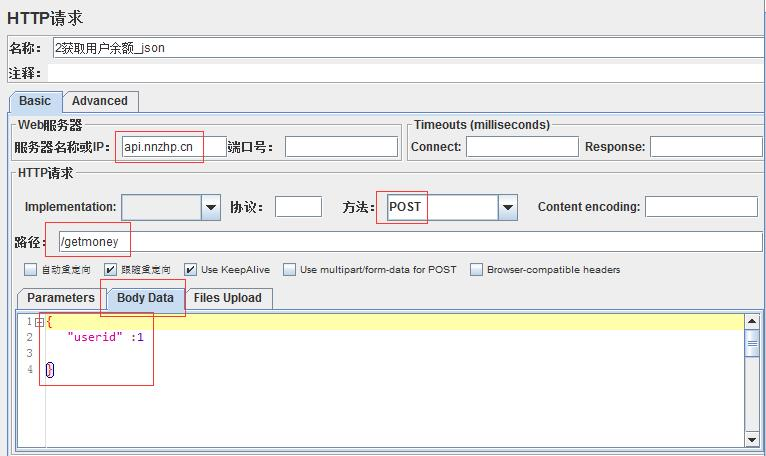 HTTP请求
名称： 2获取用户余额_json
注释：
Basic Advanced
Web服务器 Timeouts (milliseconds)
服务器名称或IP： api.nnzhp.cn 端口号： Connect: Response:
HTTP请求
Implementation: 协议： 方法： POST Content encoding:
路径： /getmoney
自动重定向 跟随重定向 Use KeepAlive Use multipart/form-data for POST Browser-compatible headers
Parameters Body Data Files Upload
1 {
2 "userid" :1
3
4 }